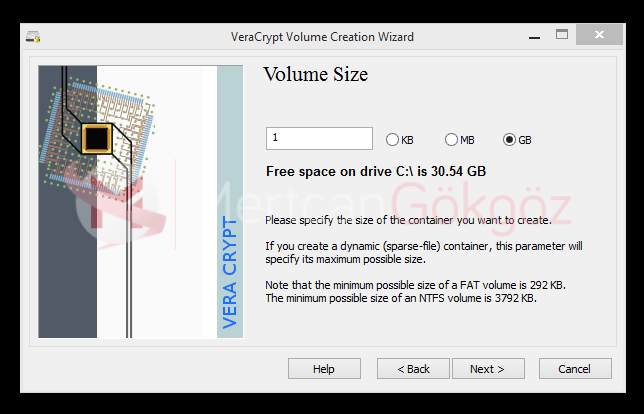 VeraCrypt Volume Creation Wizard
Volume Size
1
KB
MB
GB
Free space on drive C:\ is 30.54 GB
Mertcan Gökgöz
Please specify the size of the container you want to create.
If you create a dynamic (sparse-file) container, this parameter will
specify its maximum possible size.
Note that the minimum possible size of a FAT volume is 292 KB.
The minimum possible size of an NTFS volume is 3792 KB.
VERA CRYPT
Help
< Back
Next >
Cancel